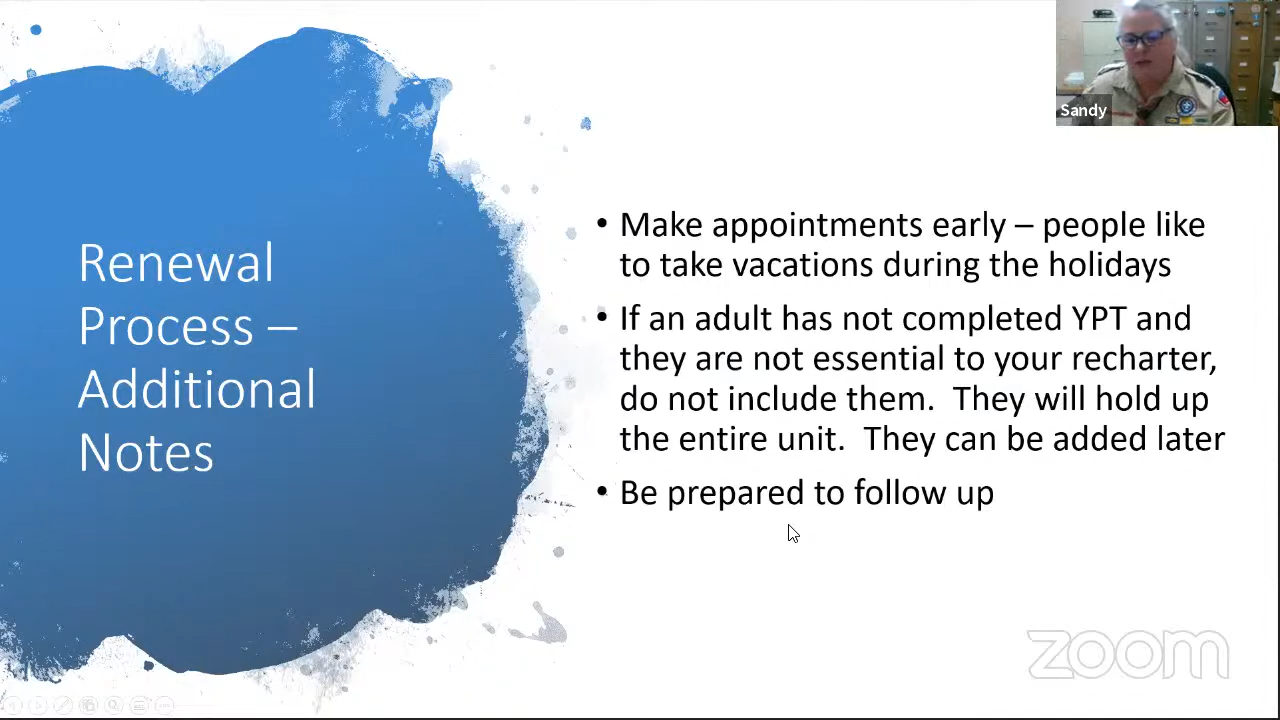 Sandy
Renewal
Process –
Additional
Notes
• Make appointments early – people like
to take vacations during the holidays
• If an adult has not completed YPT and
they are not essential to your recharter,
do not include them.  They will hold up
the entire unit.  They can be added later
• Be prepared to follow up
zoom